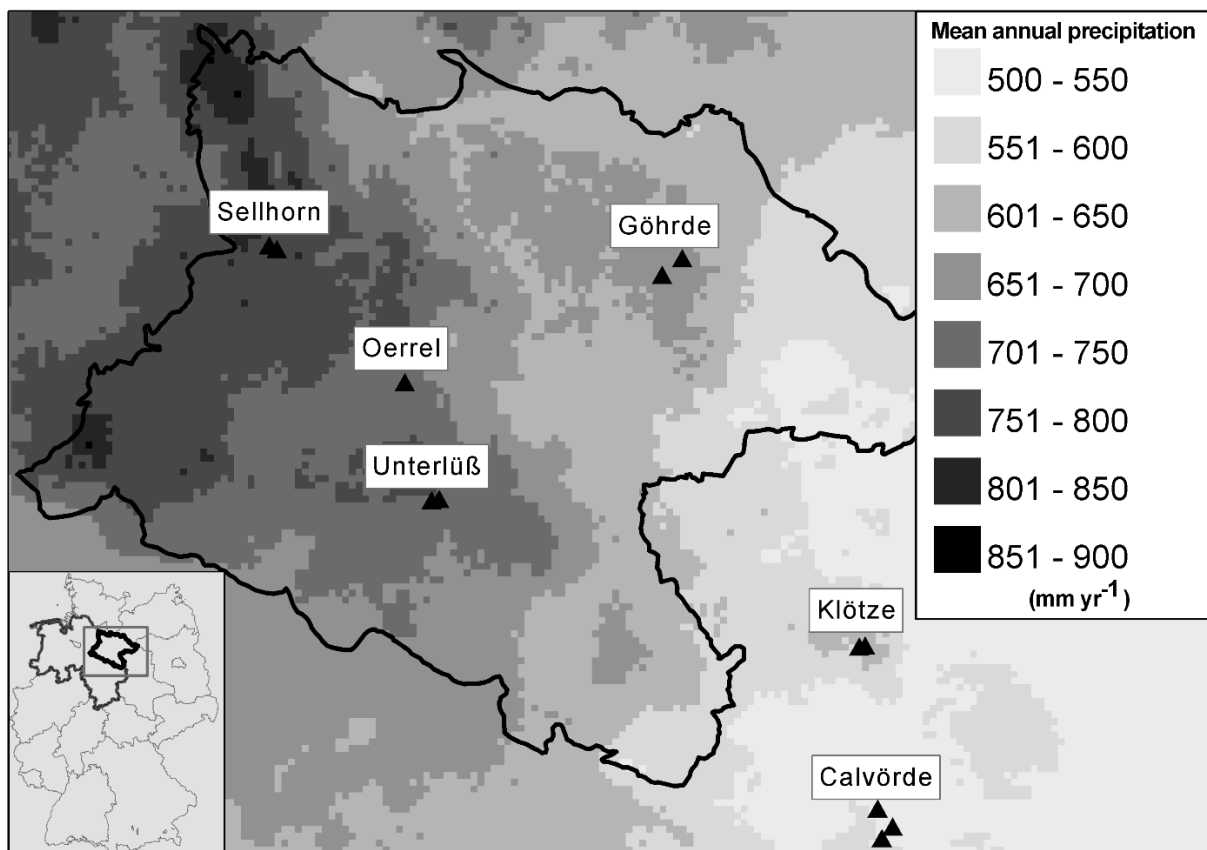 Mean annual precipitation
500 - 550
551 - 600
601 - 650
651 - 700
701 - 750
751 - 800
801 - 850
851 - 900
(mm yr-1)
Sellhorn
Göhrde
Oerrel
Unterlüß
Klötze
Calvörde